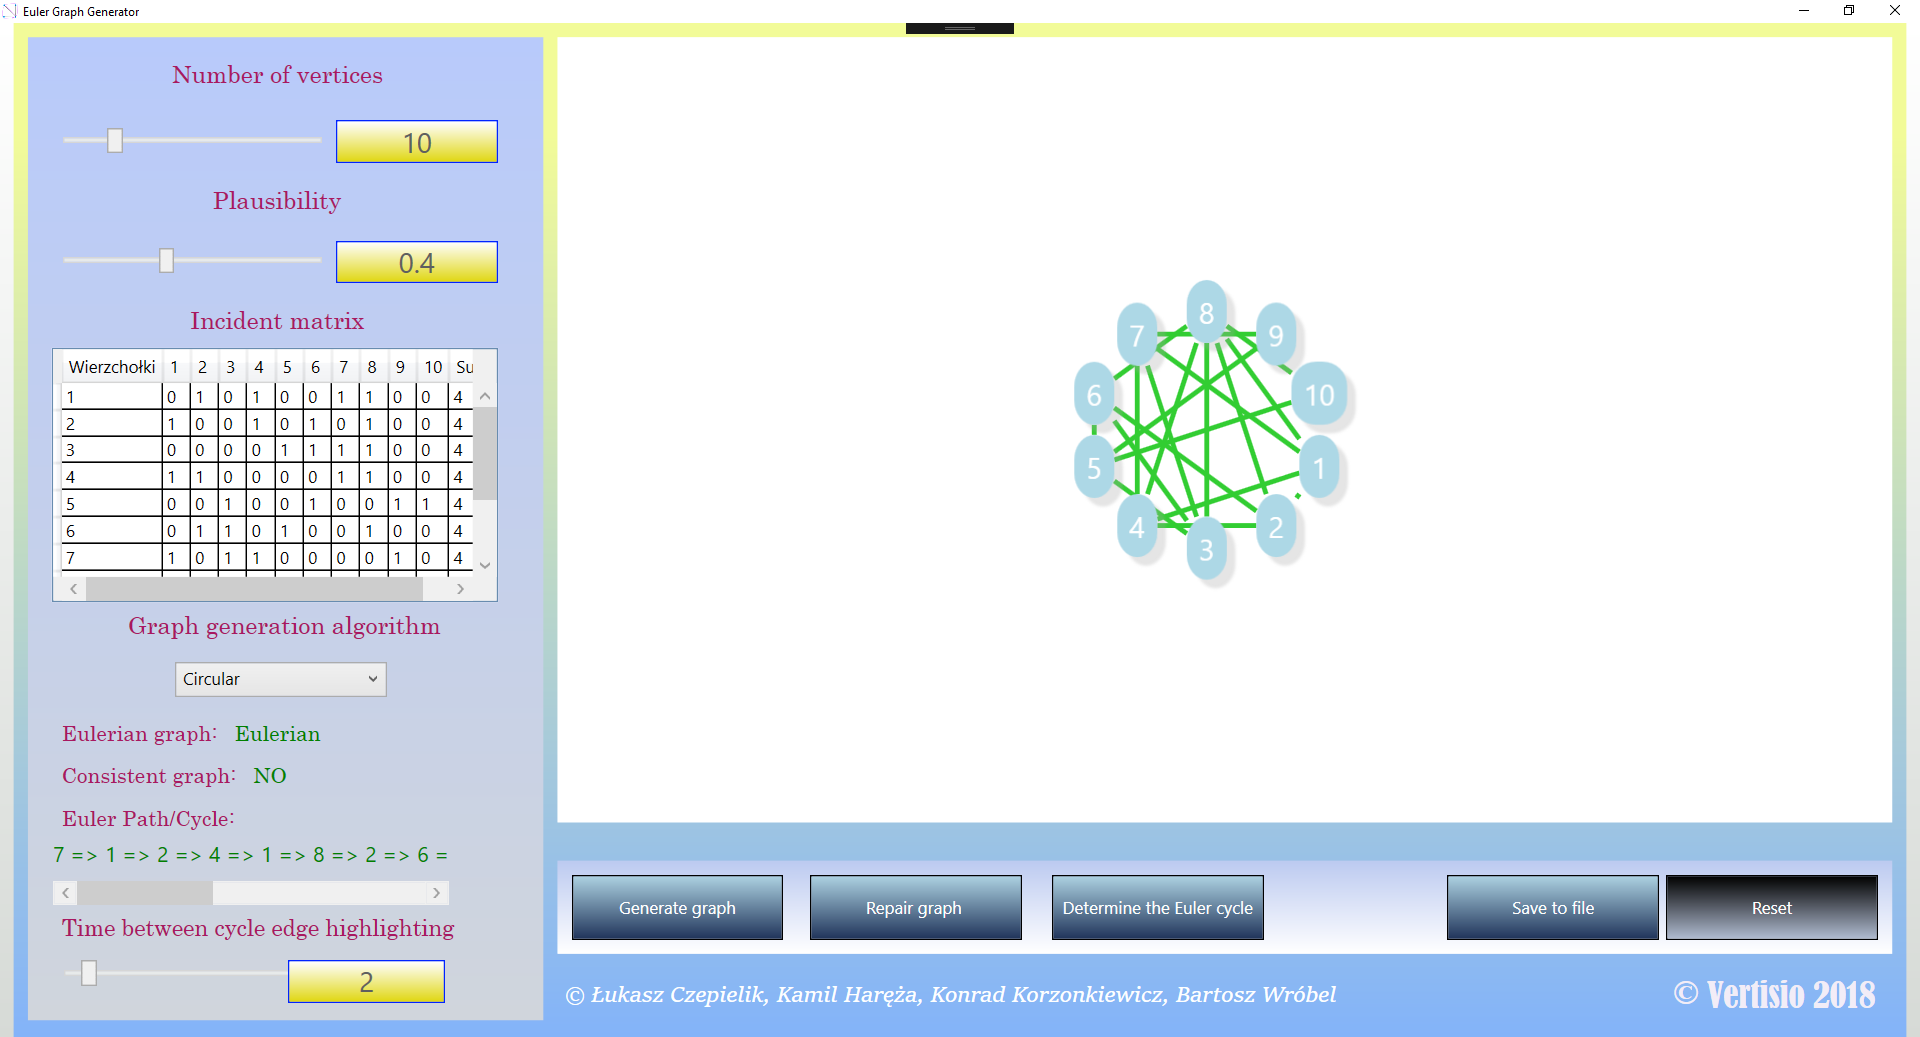 Euler Graph Generator
Number of vertices
10
Plausibility
0.4
Incident matrix
Wierzchołki 1 2 3 4 5 6 7 8 9 10 Su
1 0 1 0 1 0 0 1 1 0 0 4
2 1 0 0 1 0 1 0 1 0 0 4
3 0 0 0 0 1 1 1 1 0 0 4
4 1 1 0 0 0 0 1 1 0 0 4
5 0 0 1 0 0 1 0 0 1 1 4
6 0 1 1 0 1 0 0 1 0 0 4
7 1 0 1 1 0 0 0 0 1 0 4
Graph generation algorithm
Circular
Eulerian graph: Eulerian
Consistent graph: NO
Euler Path/Cycle:
7 => 1 => 2 => 4 => 1 => 8 => 2 => 6 =
Time between cycle edge highlighting
2
8
7
9
6
10
5
1
4
2
3
Generate graph
Repair graph
Determine the Euler cycle
Save to file
Reset
© Łukasz Czepielik, Kamil Haręża, Konrad Korzonkiewicz, Bartosz Wróbel
© Vertisio 2018